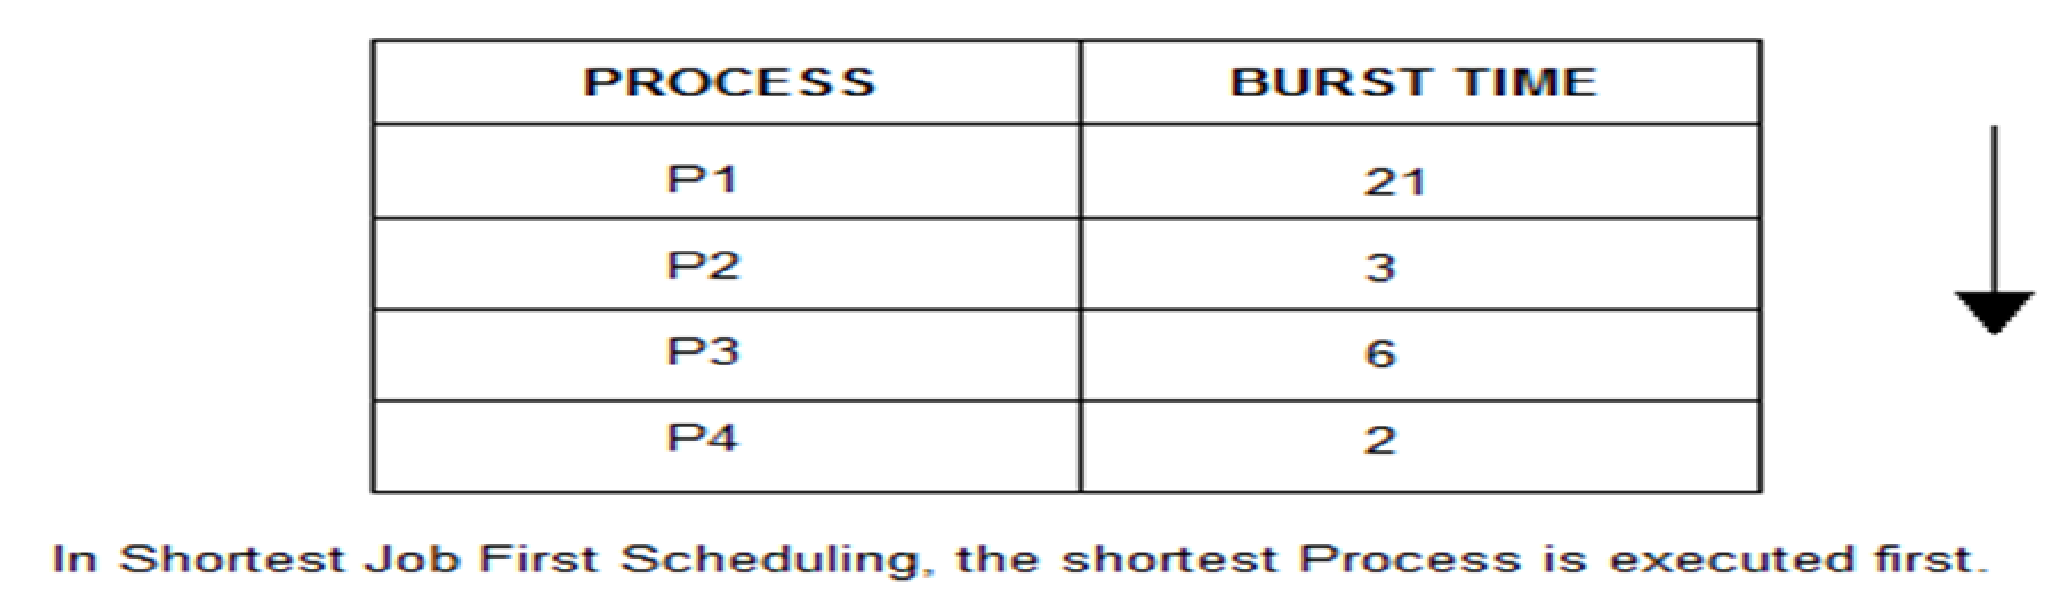 PROCESS BURST TIME
P1 21
P2 3
P3 6
P4 2
In Shortest Job First Scheduling, the shortest Process is executed first.